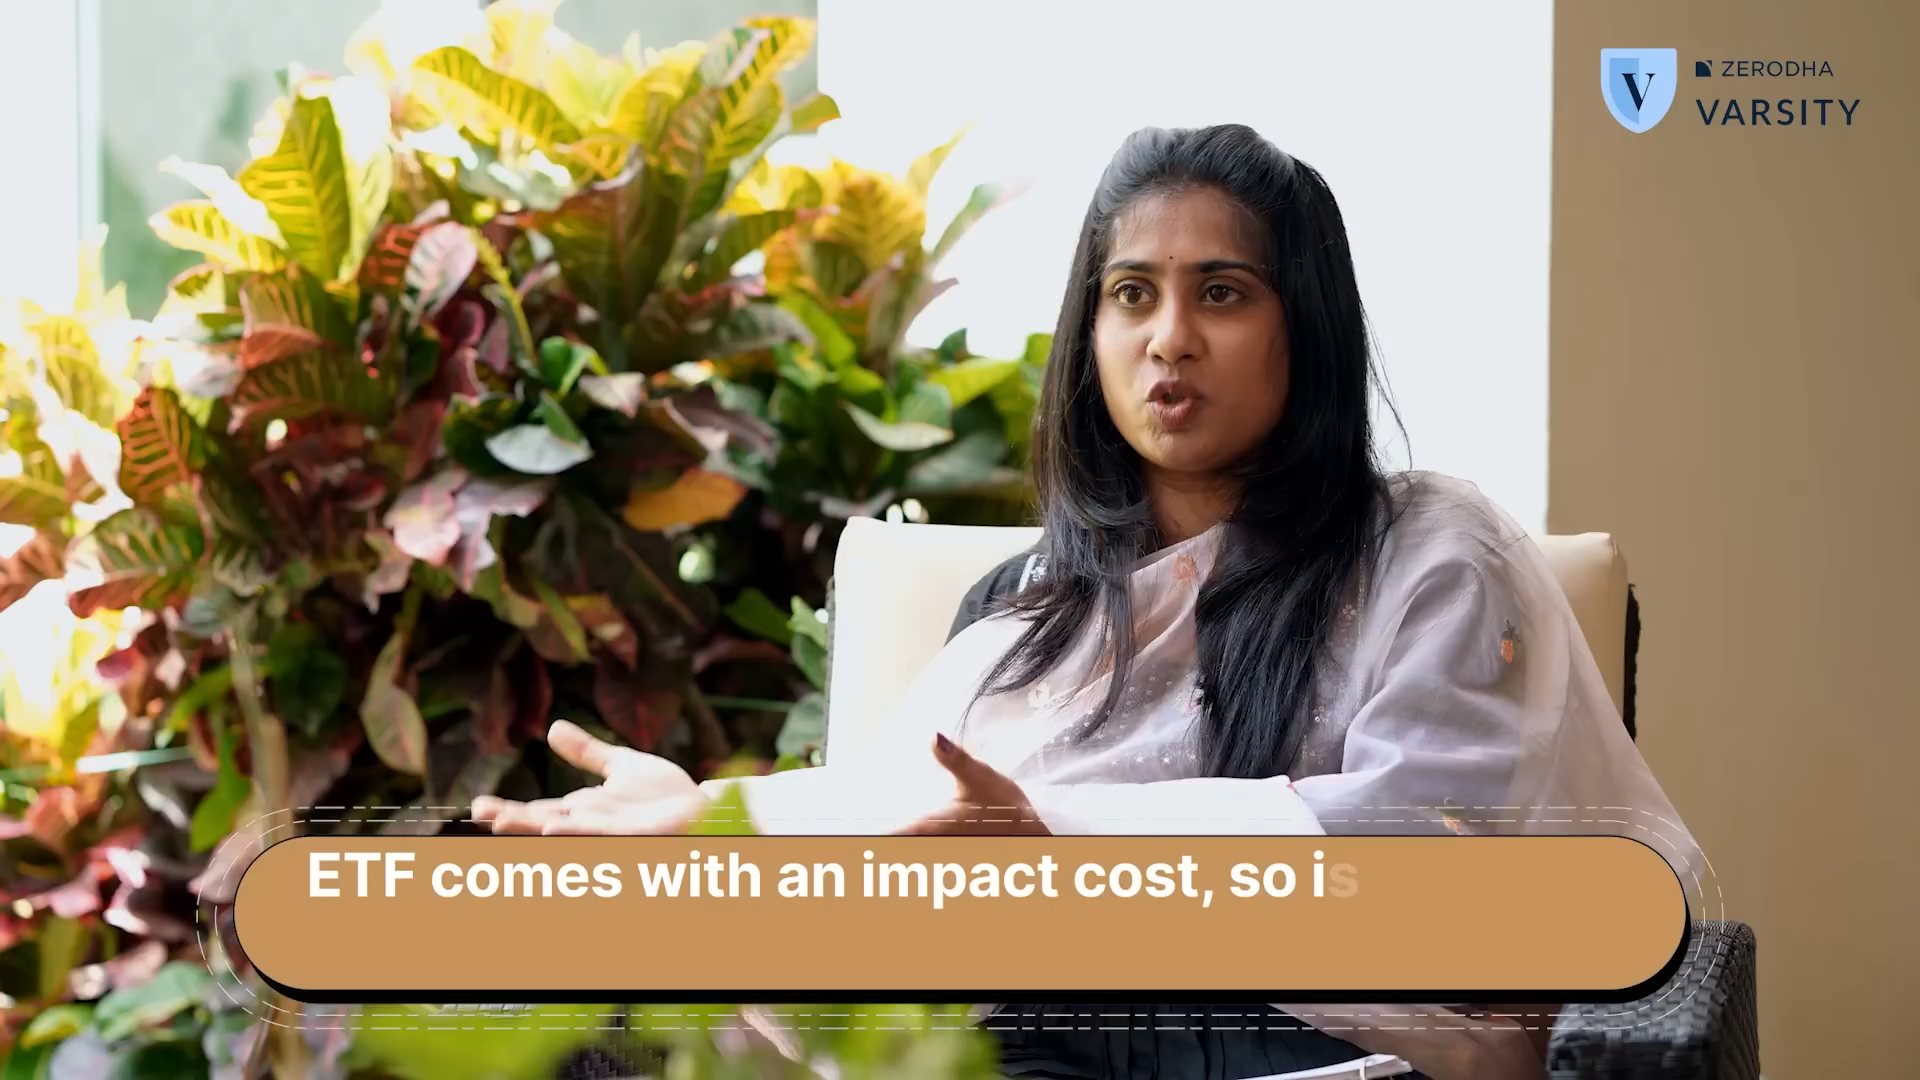 V
ZERODHA
VARSITY
ETF comes with an impact cost, so is